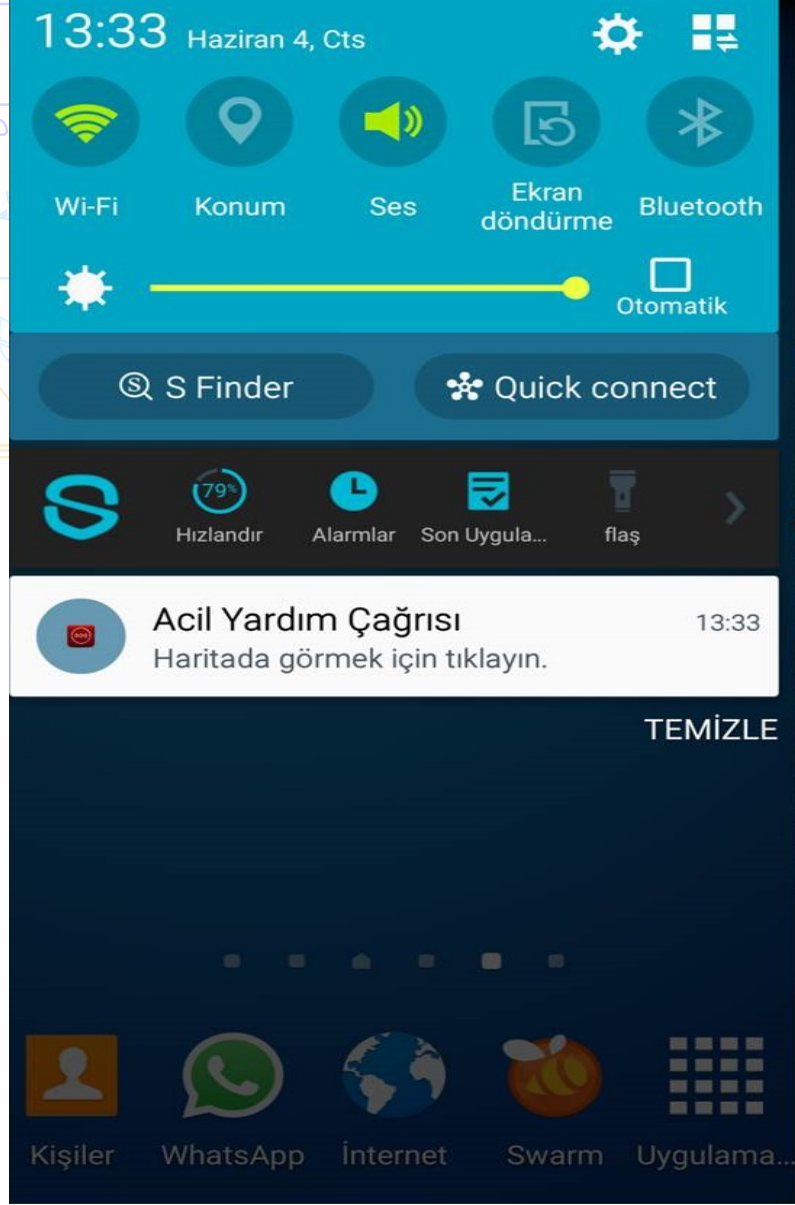 13:33 Haziran 4, Cts
Wi-Fi Konum Ses Ekran döndürme Bluetooth
Otomatik
S Finder Quick connect
79%
Hızlandır Alarmlar Son Uygula... flaş
Acil Yardım Çağrısı 13:33
Haritada görmek için tıklayın.
TEMİZLE
Kişiler WhatsApp İnternet Swarm Uygulama...